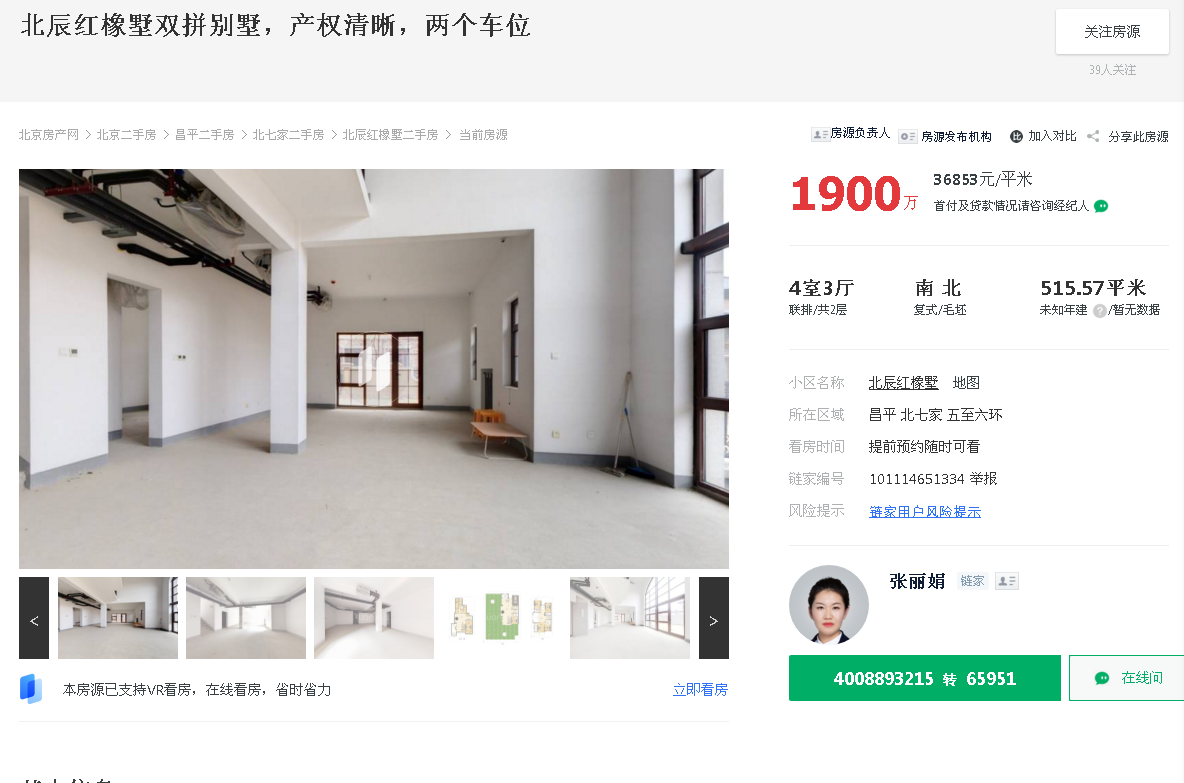 北辰红橡墅双拼别墅，产权清晰，两个车位
关注房源
39人关注
北京房产网 > 北京二手房 > 昌平二手房 > 北七家二手房 > 北辰红橡墅二手房 > 当前房源
房源负责人 房源发布机构 加入对比 分享此房源
1900万
36853元/平米
首付及贷款情况请咨询经纪人
4室3厅 南 北 515.57平米
联排/共2层 复式/毛坯 未知年建 ? /暂无数据
小区名称 北辰红橡墅 地图
所在区域 昌平 北七家 五至六环
看房时间 提前预约随时可看
链家编号 101114651334 举报
风险提示 链家用户风险提示
张丽娟 链家
4008893215 转 65951
在线问
< >
本房源已支持VR看房，在线看房，省时省力 立即看房